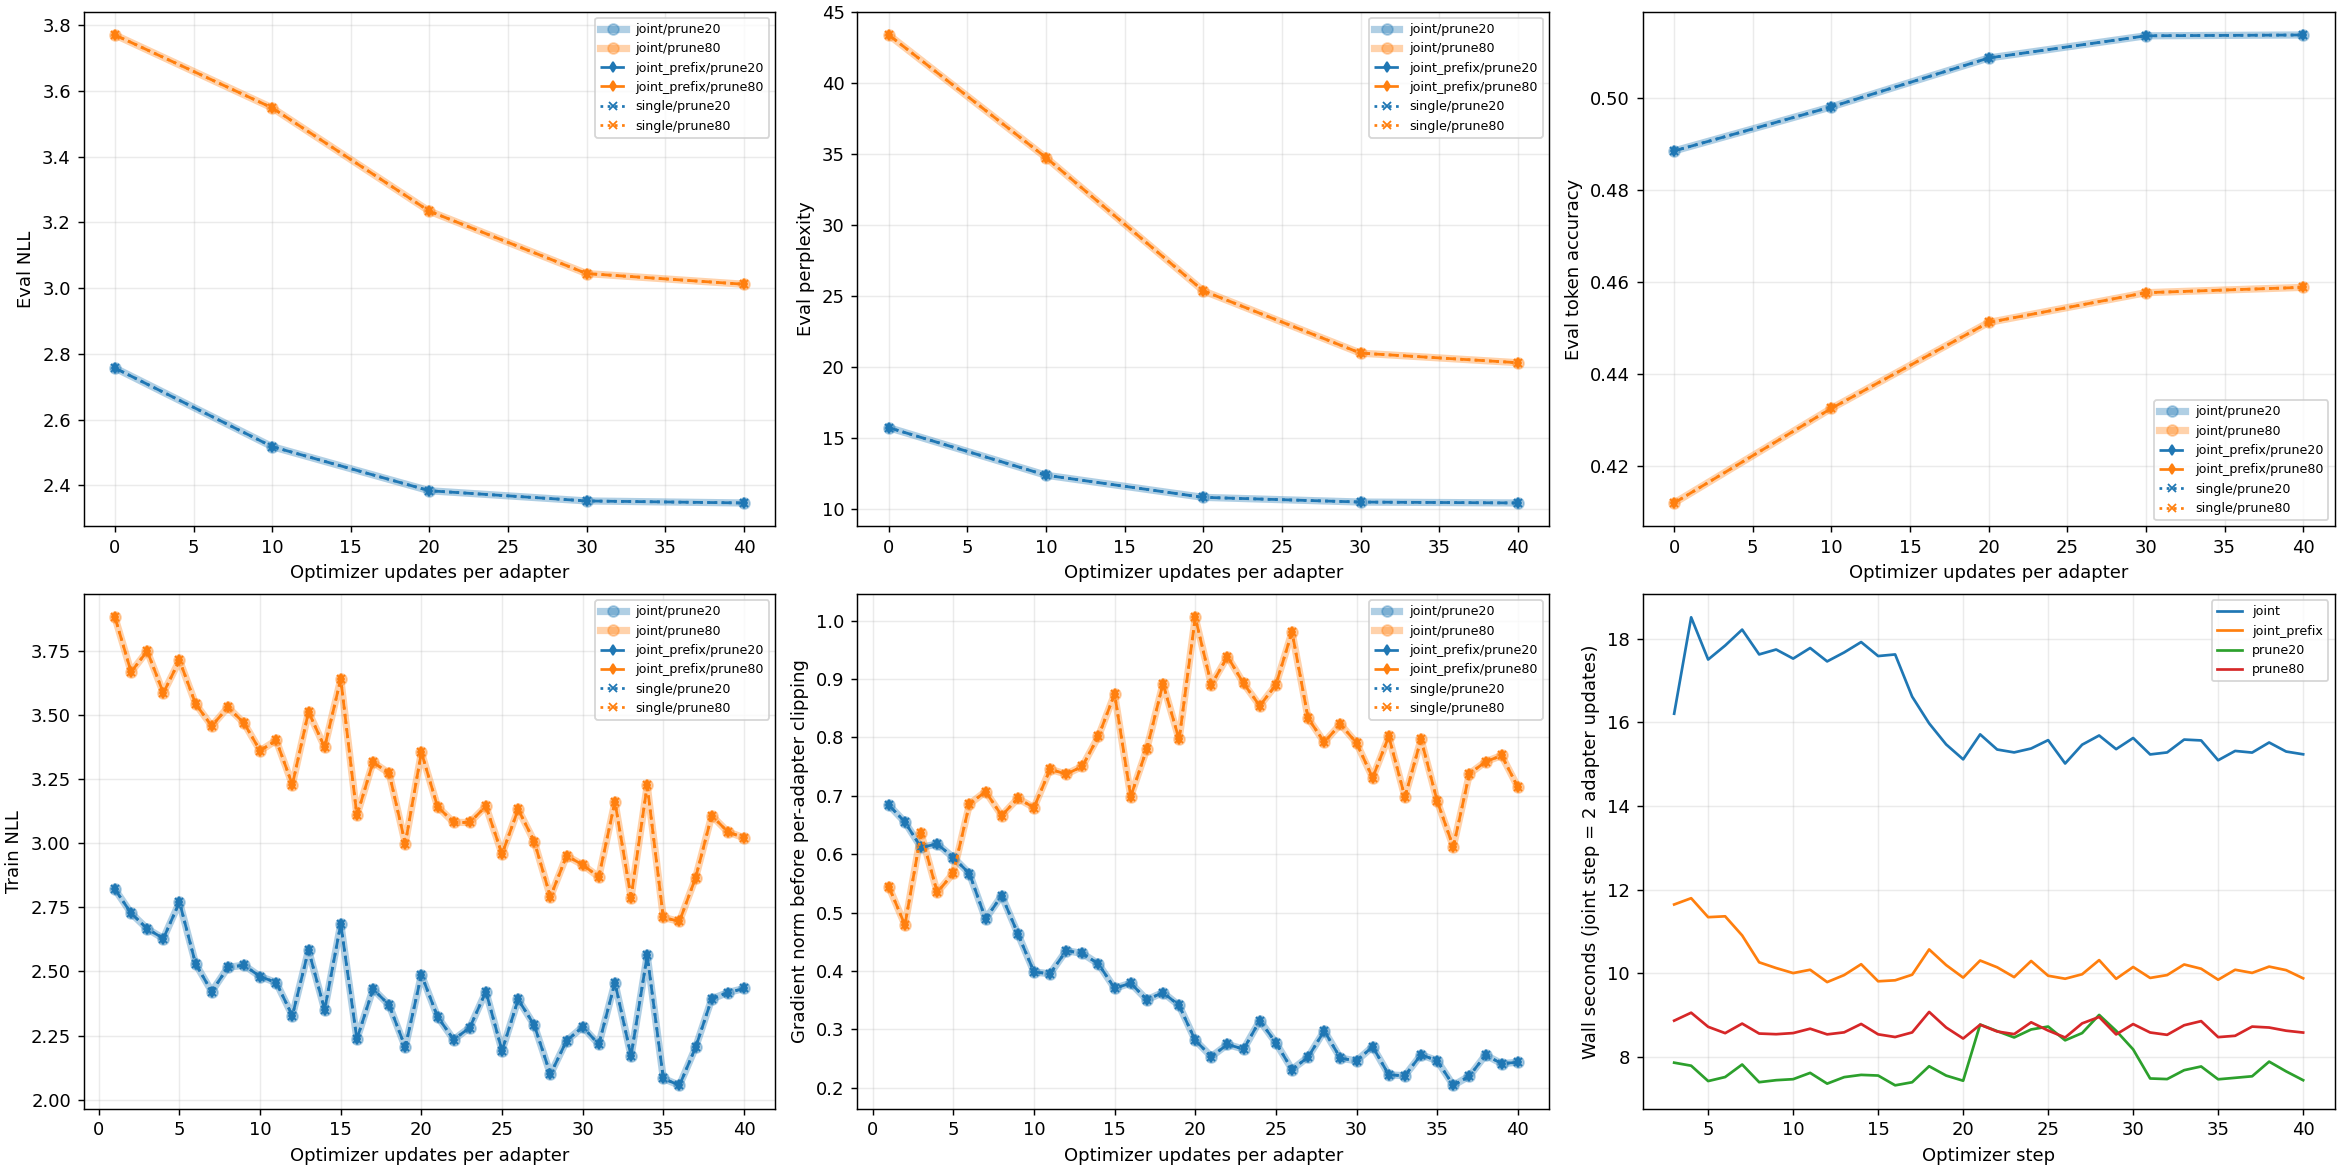 Eval NLL
3.8
3.6
3.4
3.2
3.0
2.8
2.6
2.4
0 5 10 15 20 25 30 35 40
Optimizer updates per adapter
joint/prune20
joint/prune80
joint_prefix/prune20
joint_prefix/prune80
single/prune20
single/prune80
Eval perplexity
45
40
35
30
25
20
15
10
0 5 10 15 20 25 30 35 40
Optimizer updates per adapter
joint/prune20
joint/prune80
joint_prefix/prune20
joint_prefix/prune80
single/prune20
single/prune80
Eval token accuracy
0.50
0.48
0.46
0.44
0.42
0 5 10 15 20 25 30 35 40
Optimizer updates per adapter
joint/prune20
joint/prune80
joint_prefix/prune20
joint_prefix/prune80
single/prune20
single/prune80
Train NLL
3.75
3.50
3.25
3.00
2.75
2.50
2.25
2.00
0 5 10 15 20 25 30 35 40
Optimizer updates per adapter
joint/prune20
joint/prune80
joint_prefix/prune20
joint_prefix/prune80
single/prune20
single/prune80
Gradient norm before per-adapter clipping
1.0
0.9
0.8
0.7
0.6
0.5
0.4
0.3
0.2
0 5 10 15 20 25 30 35 40
Optimizer updates per adapter
joint/prune20
joint/prune80
joint_prefix/prune20
joint_prefix/prune80
single/prune20
single/prune80
Wall seconds (joint step = 2 adapter updates)
18
16
14
12
10
8
5 10 15 20 25 30 35 40
Optimizer step
joint
joint_prefix
prune20
prune80